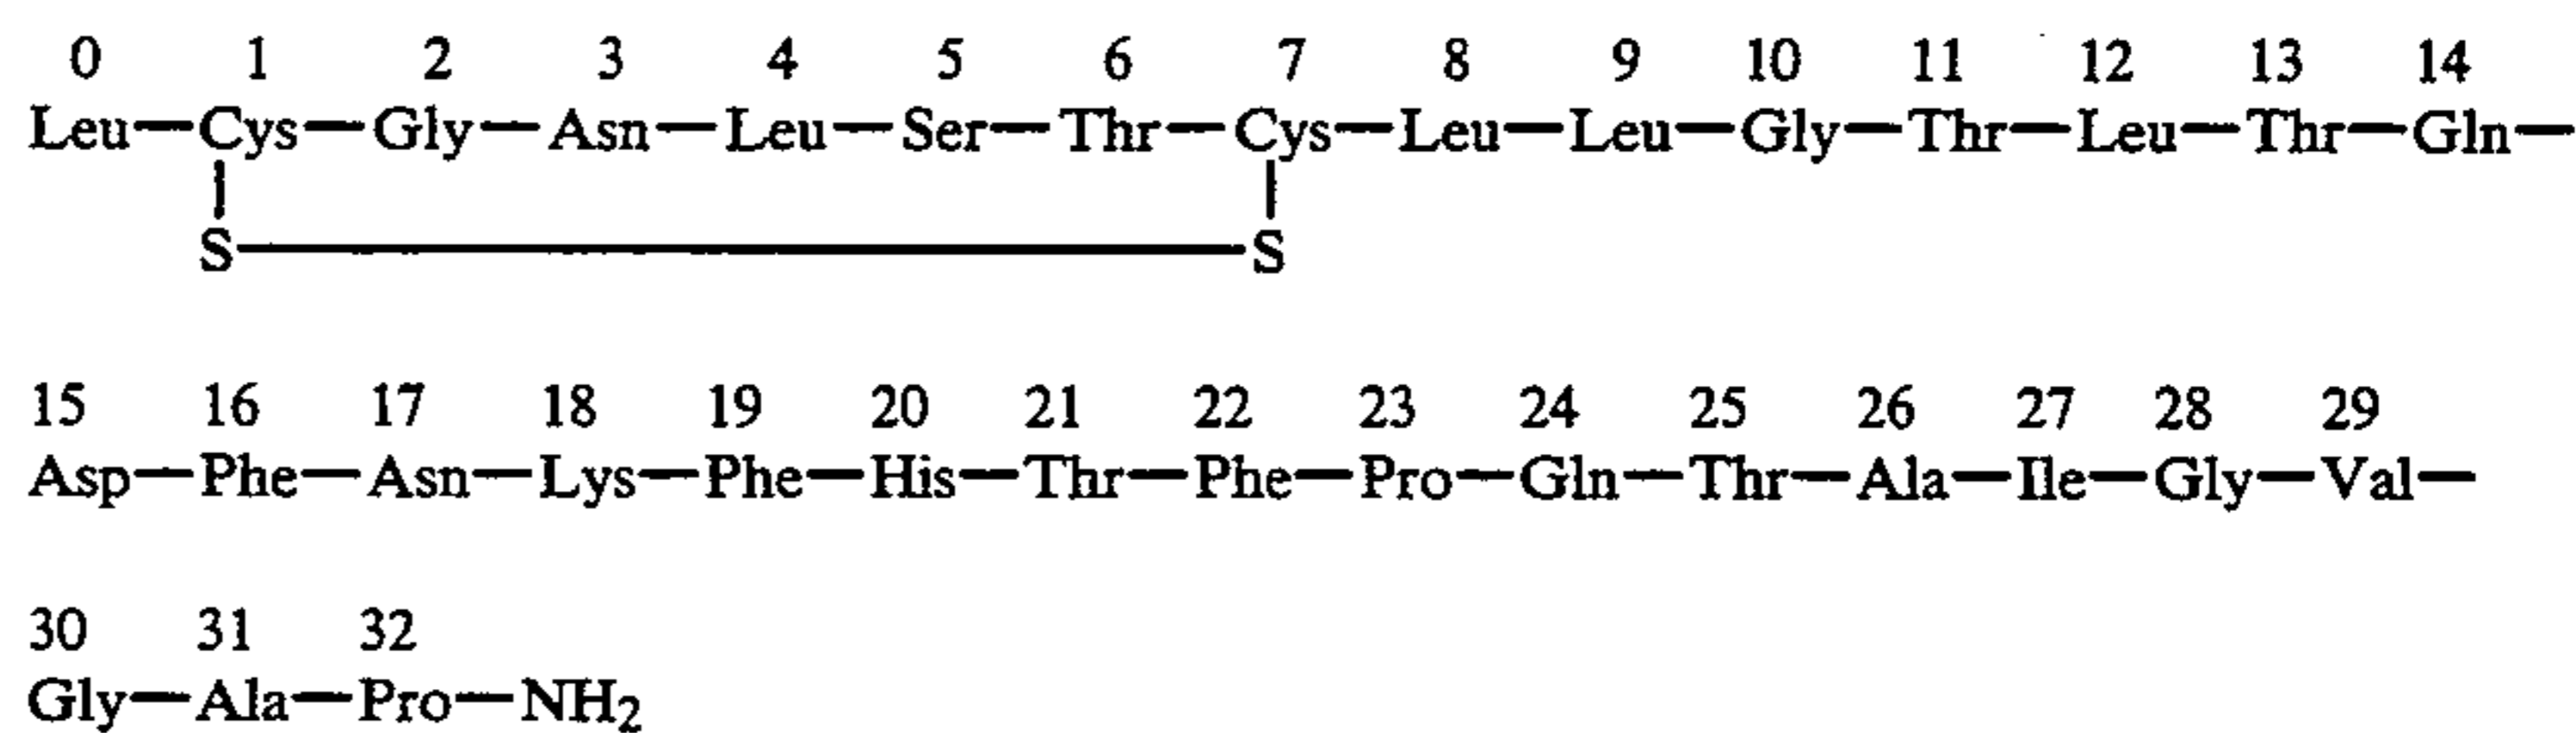 0 1 2 3 4 5 6 7 8 9 10 11 12 13 14
Leu—Cys—Gly—Asn—Leu—Ser—Thr—Cys—Leu—Leu—Gly—Thr—Leu—Thr—Gln—
S—S
15 16 17 18 19 20 21 22 23 24 25 26 27 28 29
Asp—Phe—Asn—Lys—Phe—His—Thr—Phe—Pro—Gln—Thr—Ala—Ile—Gly—Val—
30 31 32
Gly—Ala—Pro—NH₂